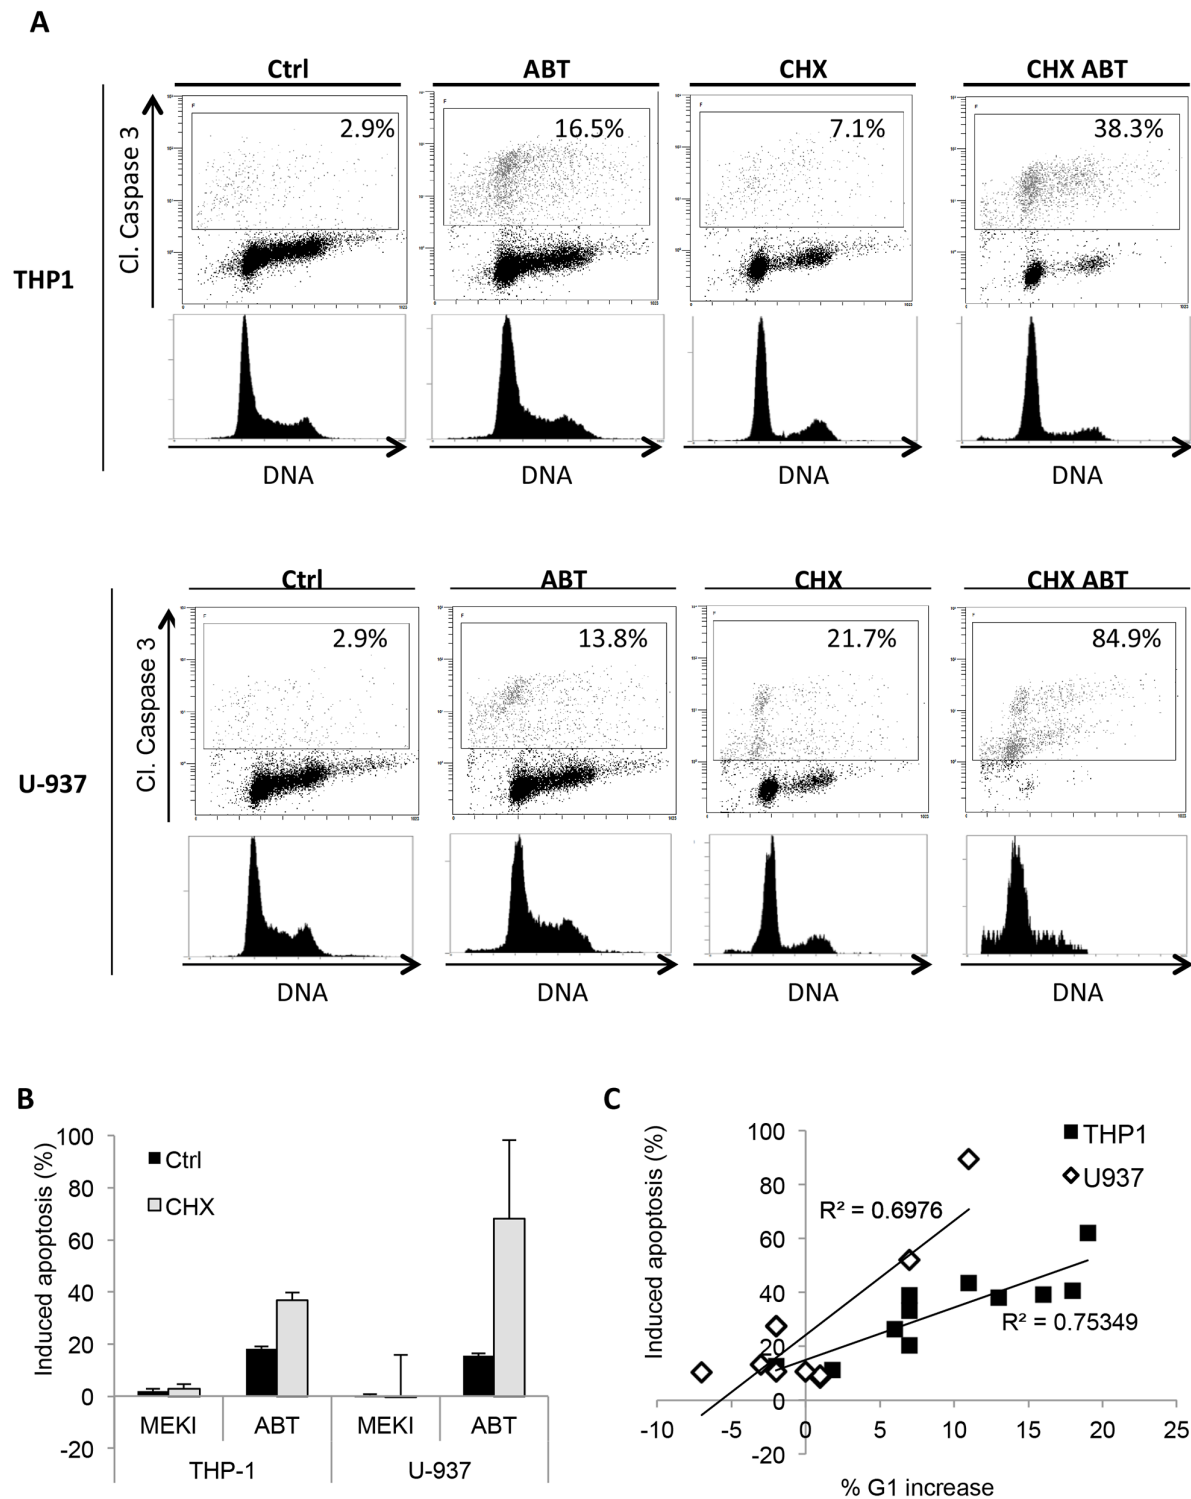 A
Ctrl ABT CHX CHX ABT
Cl. Caspase 3
THP1
2.9% 16.5% 7.1% 38.3%
DNA DNA DNA DNA
Ctrl ABT CHX CHX ABT
Cl. Caspase 3
U-937
2.9% 13.8% 21.7% 84.9%
DNA DNA DNA DNA
B
Induced apoptosis (%)
100
80
60
40
20
0
-20
Ctrl
CHX
MEKI ABT MEKI ABT
THP-1 U-937
C
Induced apoptosis (%)
100
80
60
40
20
0
-20
THP1
U937
R² = 0.6976
R² = 0.75349
-10 -5 0 5 10 15 20 25
% G1 increase